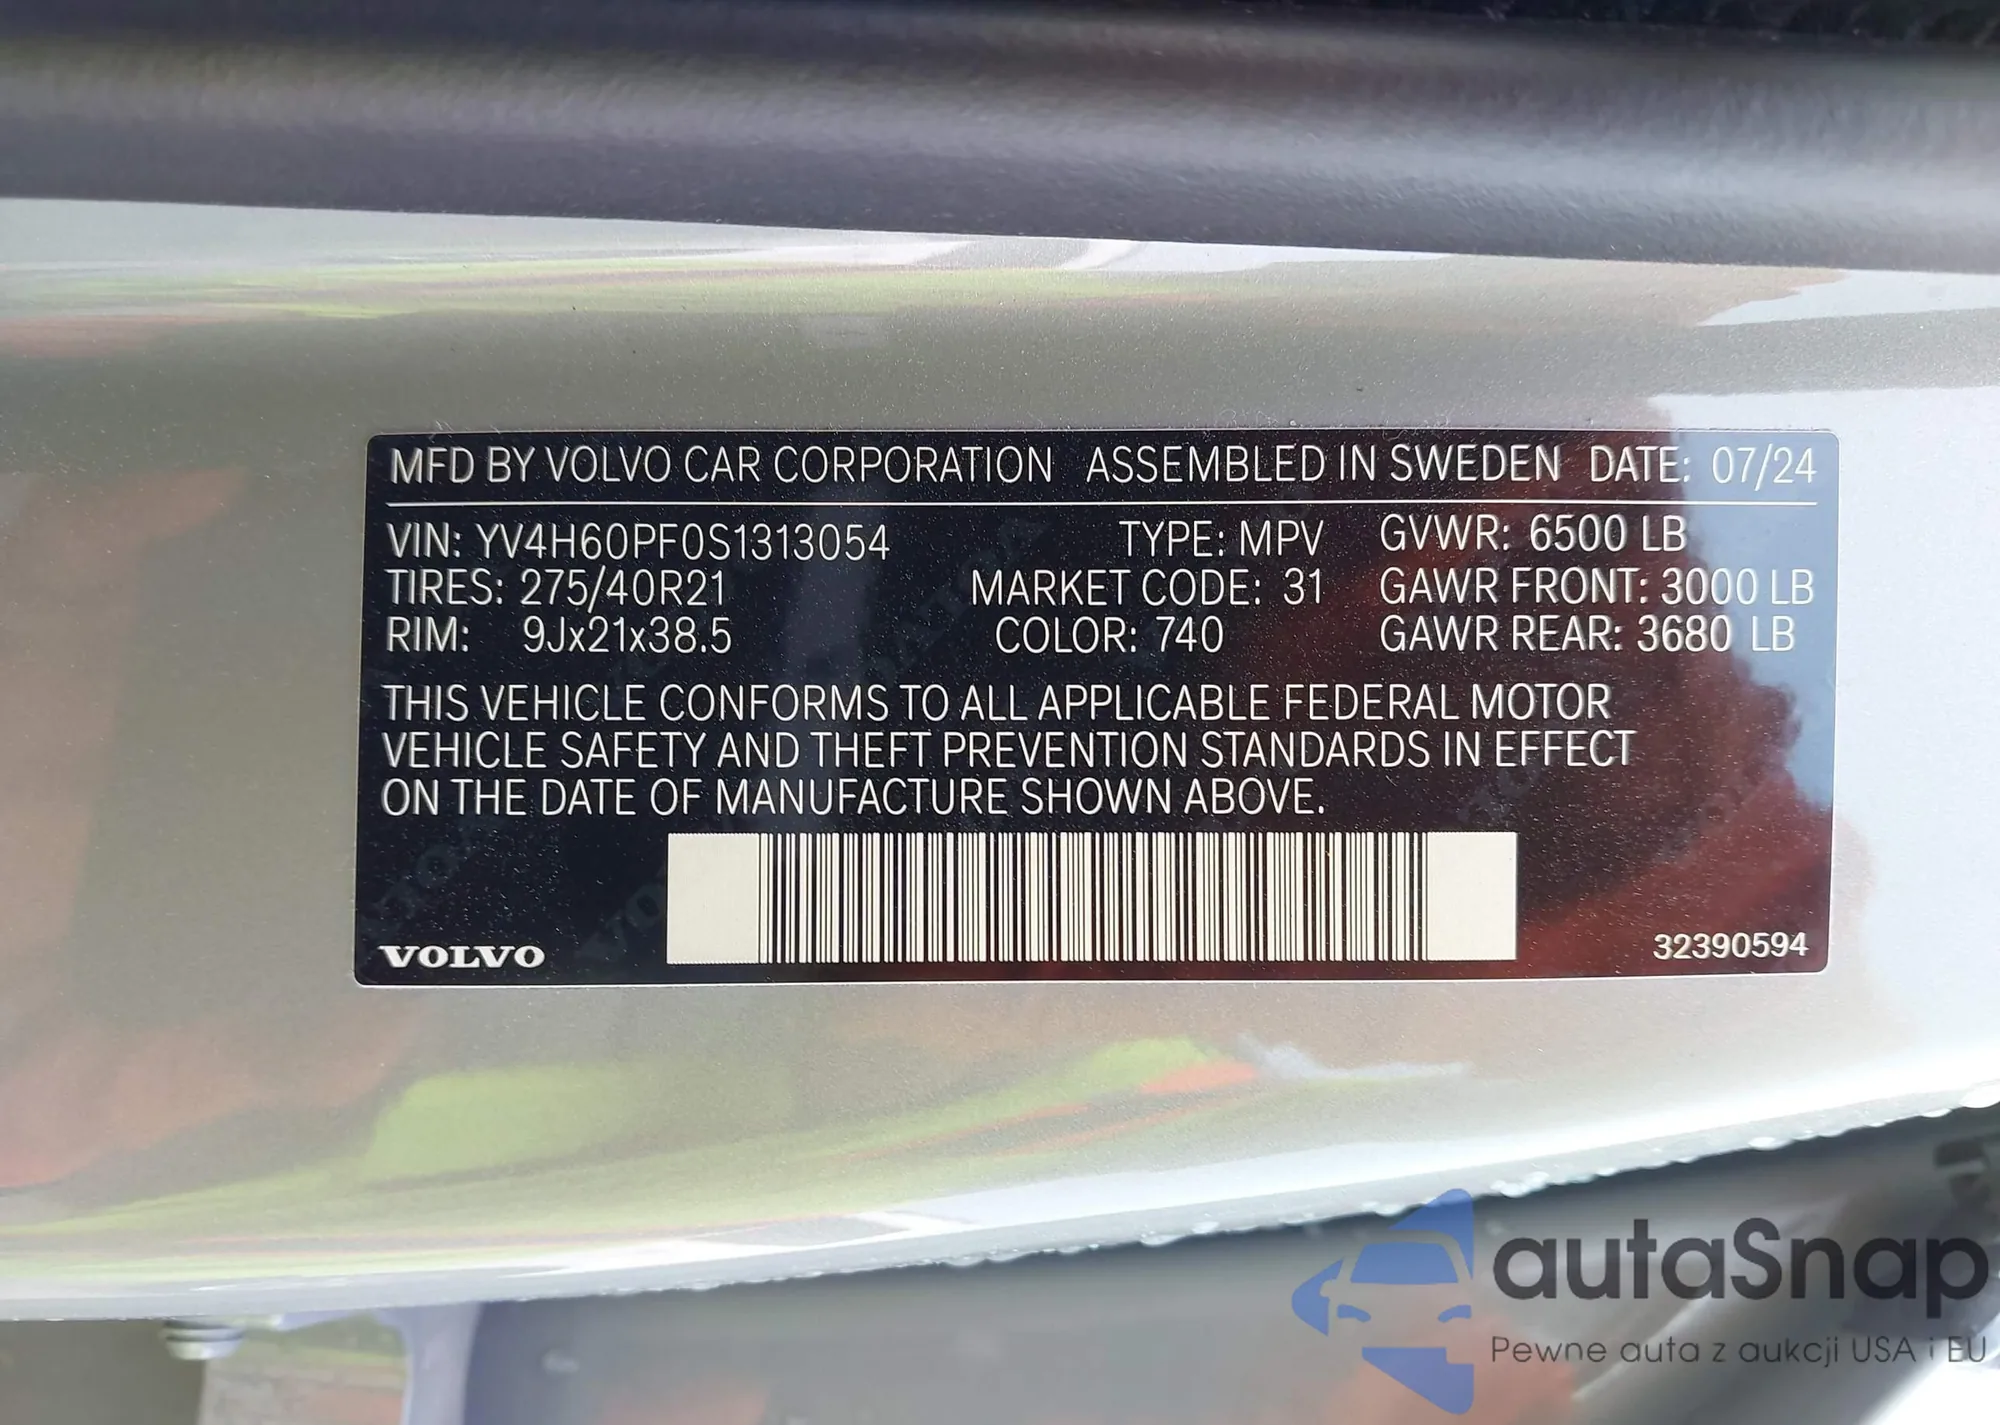 MFD BY VOLVO CAR CORPORATION ASSEMBLED IN SWEDEN DATE: 07/24
VIN: YV4H60PF0S1313054 TYPE: MPV GVWR: 6500 LB
TIRES: 275/40R21 MARKET CODE: 31 GAWR FRONT: 3000 LB
RIM: 9Jx21x38.5 COLOR: 740 GAWR REAR: 3680 LB
THIS VEHICLE CONFORMS TO ALL APPLICABLE FEDERAL MOTOR
VEHICLE SAFETY AND THEFT PREVENTION STANDARDS IN EFFECT
ON THE DATE OF MANUFACTURE SHOWN ABOVE.
VOLVO 32390594
autaSnap
Pewne auta z aukcji USA i EU